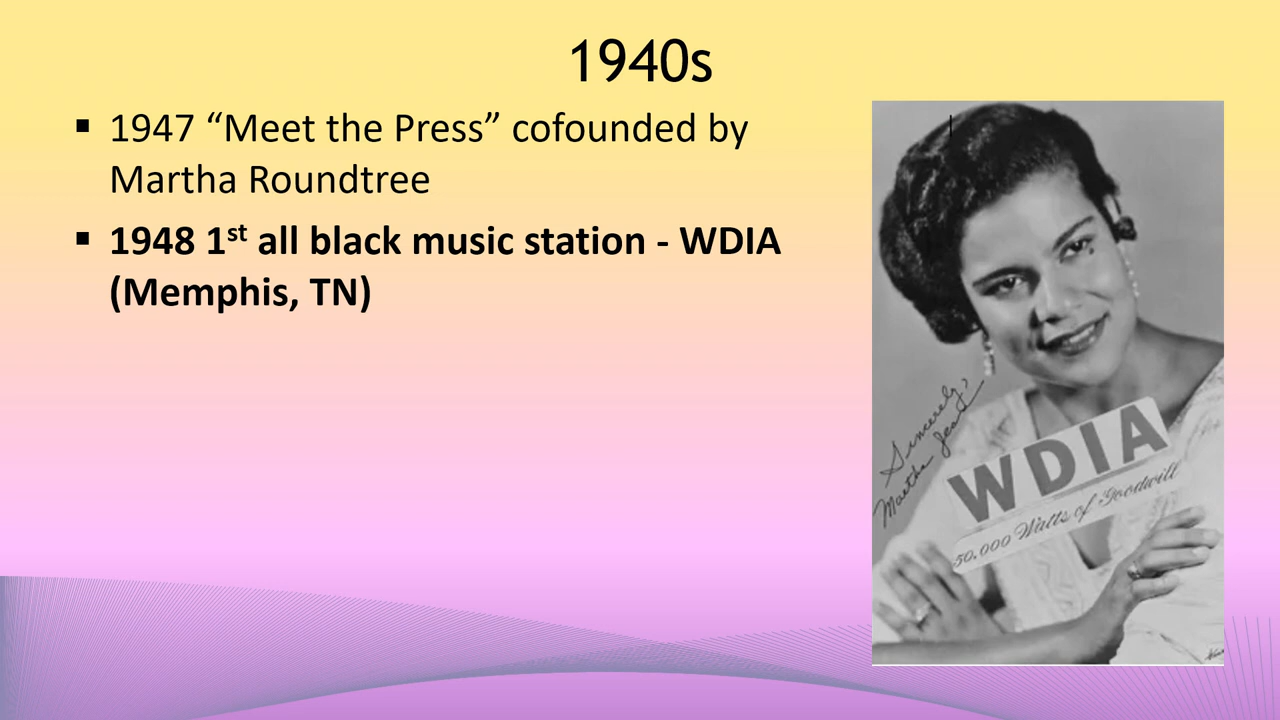 1940s
▪ 1947 “Meet the Press” cofounded by
Martha Roundtree
▪ 1948 1st all black music station - WDIA
(Memphis, TN)
Sincerely,
Martha Jean
WDIA
50,000 Watts of Goodwill